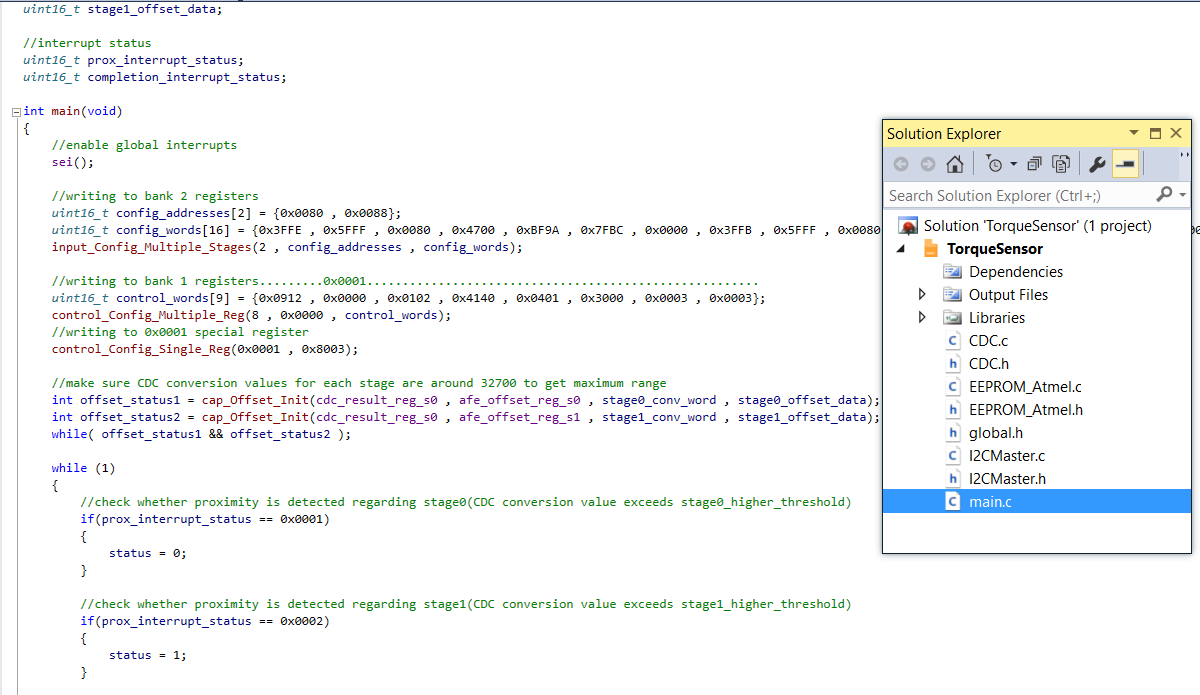 uint16_t stage1_offset_data;
//interrupt status
uint16_t prox_interrupt_status;
uint16_t completion_interrupt_status;
int main(void)
{
//enable global interrupts
sei();
//writing to bank 2 registers
uint16_t config_addresses[2] = {0x0080 , 0x0088};
uint16_t config_words[16] = {0x3FFE , 0x5FFF , 0x0080 , 0x4700 , 0xBF9A , 0x7FBC , 0x0000 , 0x3FFB , 0x5FFF , 0x0080
input_Config_Multiple_Stages(2 , config_addresses , config_words);
//writing to bank 1 registers.........0x0001.......................................................
uint16_t control_words[9] = {0x0912 , 0x0000 , 0x0102 , 0x4140 , 0x0401 , 0x3000 , 0x0003 , 0x0003};
control_Config_Multiple_Reg(8 , 0x0000 , control_words);
//writing to 0x0001 special register
control_Config_Single_Reg(0x0001 , 0x8003);
//make sure CDC conversion values for each stage are around 32700 to get maximum range
int offset_status1 = cap_Offset_Init(cdc_result_reg_s0 , afe_offset_reg_s0 , stage0_conv_word , stage0_offset_data);
int offset_status2 = cap_Offset_Init(cdc_result_reg_s0 , afe_offset_reg_s1 , stage1_conv_word , stage1_offset_data);
while( offset_status1 && offset_status2 );
while (1)
{
//check whether proximity is detected regarding stage0(CDC conversion value exceeds stage0_higher_threshold)
if(prox_interrupt_status == 0x0001)
{
status = 0;
}
//check whether proximity is detected regarding stage1(CDC conversion value exceeds stage1_higher_threshold)
if(prox_interrupt_status == 0x0002)
{
status = 1;
}
Solution Explorer
Search Solution Explorer (Ctrl+;)
Solution 'TorqueSensor' (1 project)
TorqueSensor
Dependencies
Output Files
Libraries
CDC.c
CDC.h
EEPROM_Atmel.c
EEPROM_Atmel.h
global.h
I2CMaster.c
I2CMaster.h
main.c